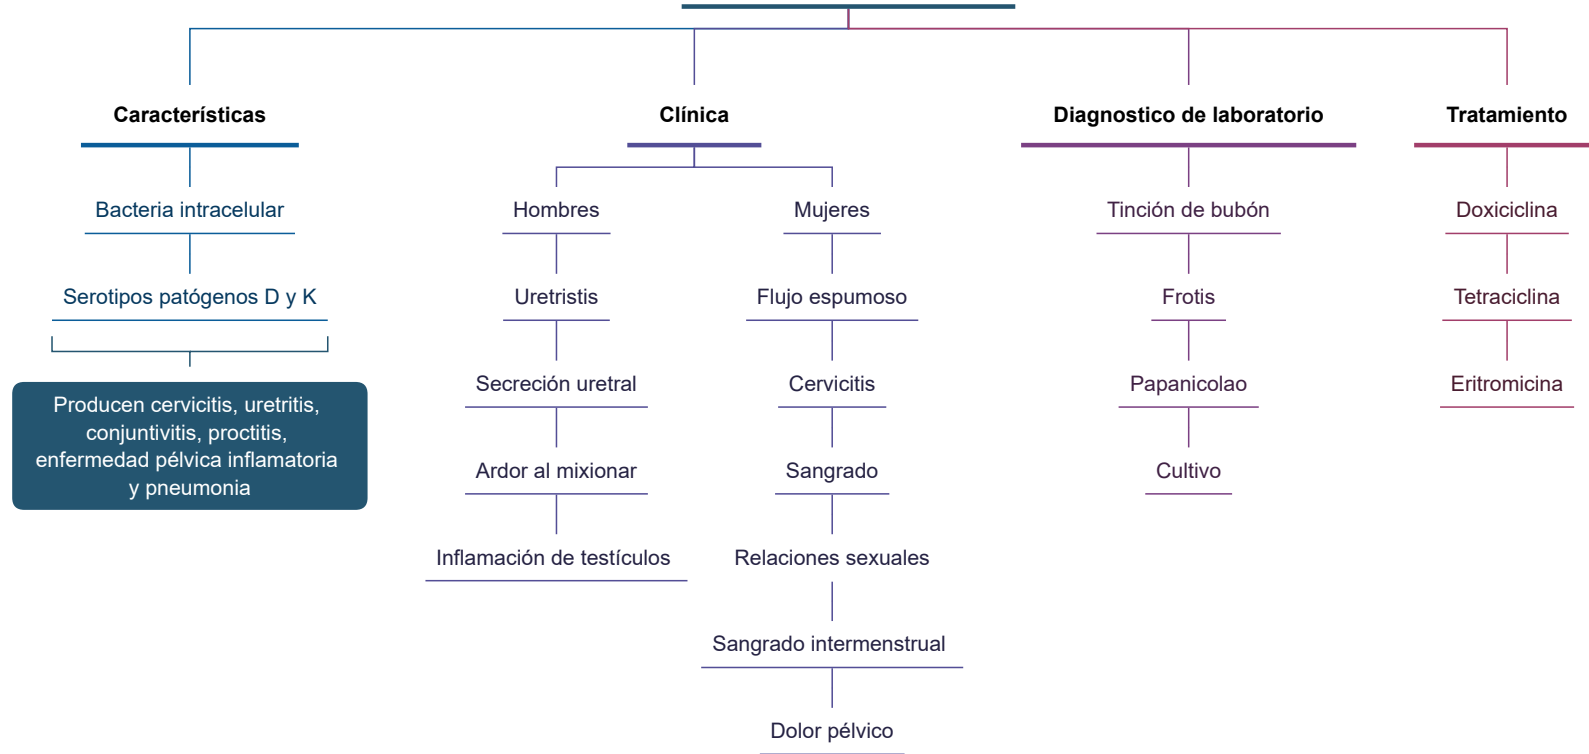 Características
Bacteria intracelular
Serotipos patógenos D y K
Producen cervicitis, uretritis,
conjuntivitis, proctitis,
enfermedad pélvica inflamatoria
y pneumonia
Clínica
Hombres
Uretristis
Secreción uretral
Ardor al mixionar
Inflamación de testículos
Mujeres
Flujo espumoso
Cervicitis
Sangrado
Relaciones sexuales
Sangrado intermenstrual
Dolor pélvico
Diagnostico de laboratorio
Tinción de bubón
Frotis
Papanicolao
Cultivo
Tratamiento
Doxiciclina
Tetraciclina
Eritromicina